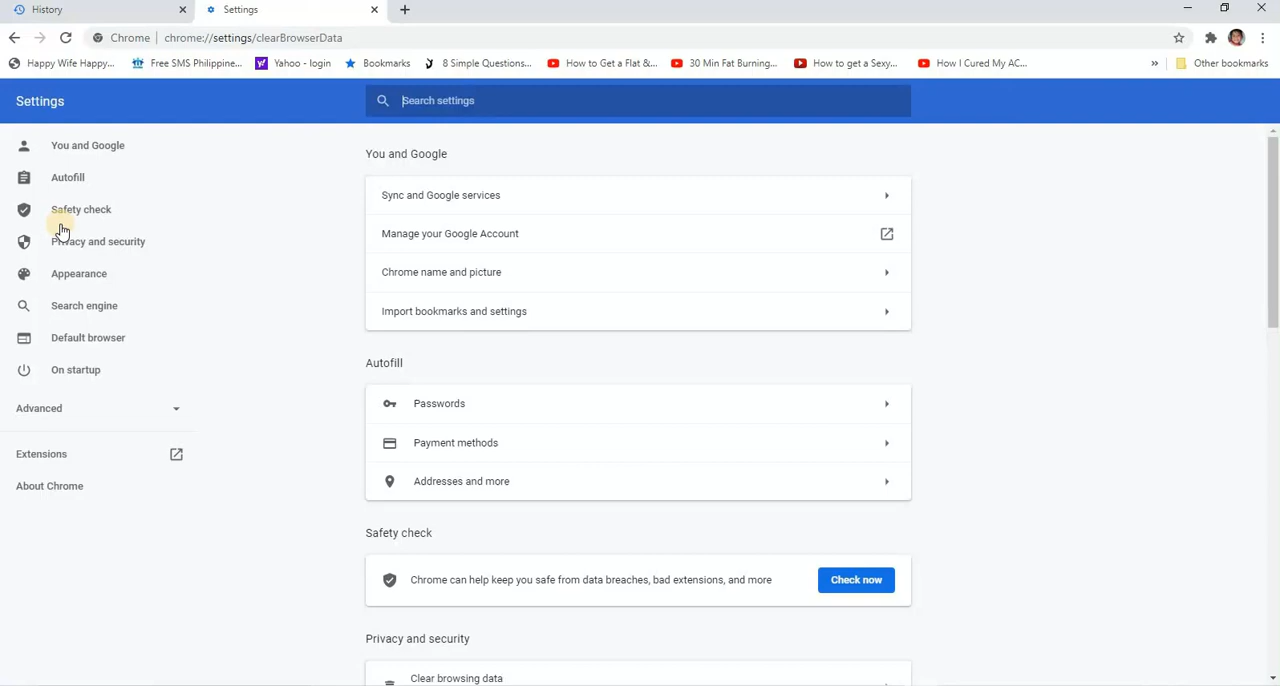 History
Settings
Chrome | chrome://settings/clearBrowserData
Happy Wife Happy... Free SMS Philippine... Yahoo - login Bookmarks 8 Simple Questions... How to Get a Flat &... 30 Min Fat Burning... How to get a Sexy... How I Cured My AC... » Other bookmarks
Settings
Search settings
You and Google
Autofill
Safety check
Privacy and security
Appearance
Search engine
Default browser
On startup
Advanced
Extensions
About Chrome
You and Google
Sync and Google services
Manage your Google Account
Chrome name and picture
Import bookmarks and settings
Autofill
Passwords
Payment methods
Addresses and more
Safety check
Chrome can help keep you safe from data breaches, bad extensions, and more
Check now
Privacy and security
Clear browsing data